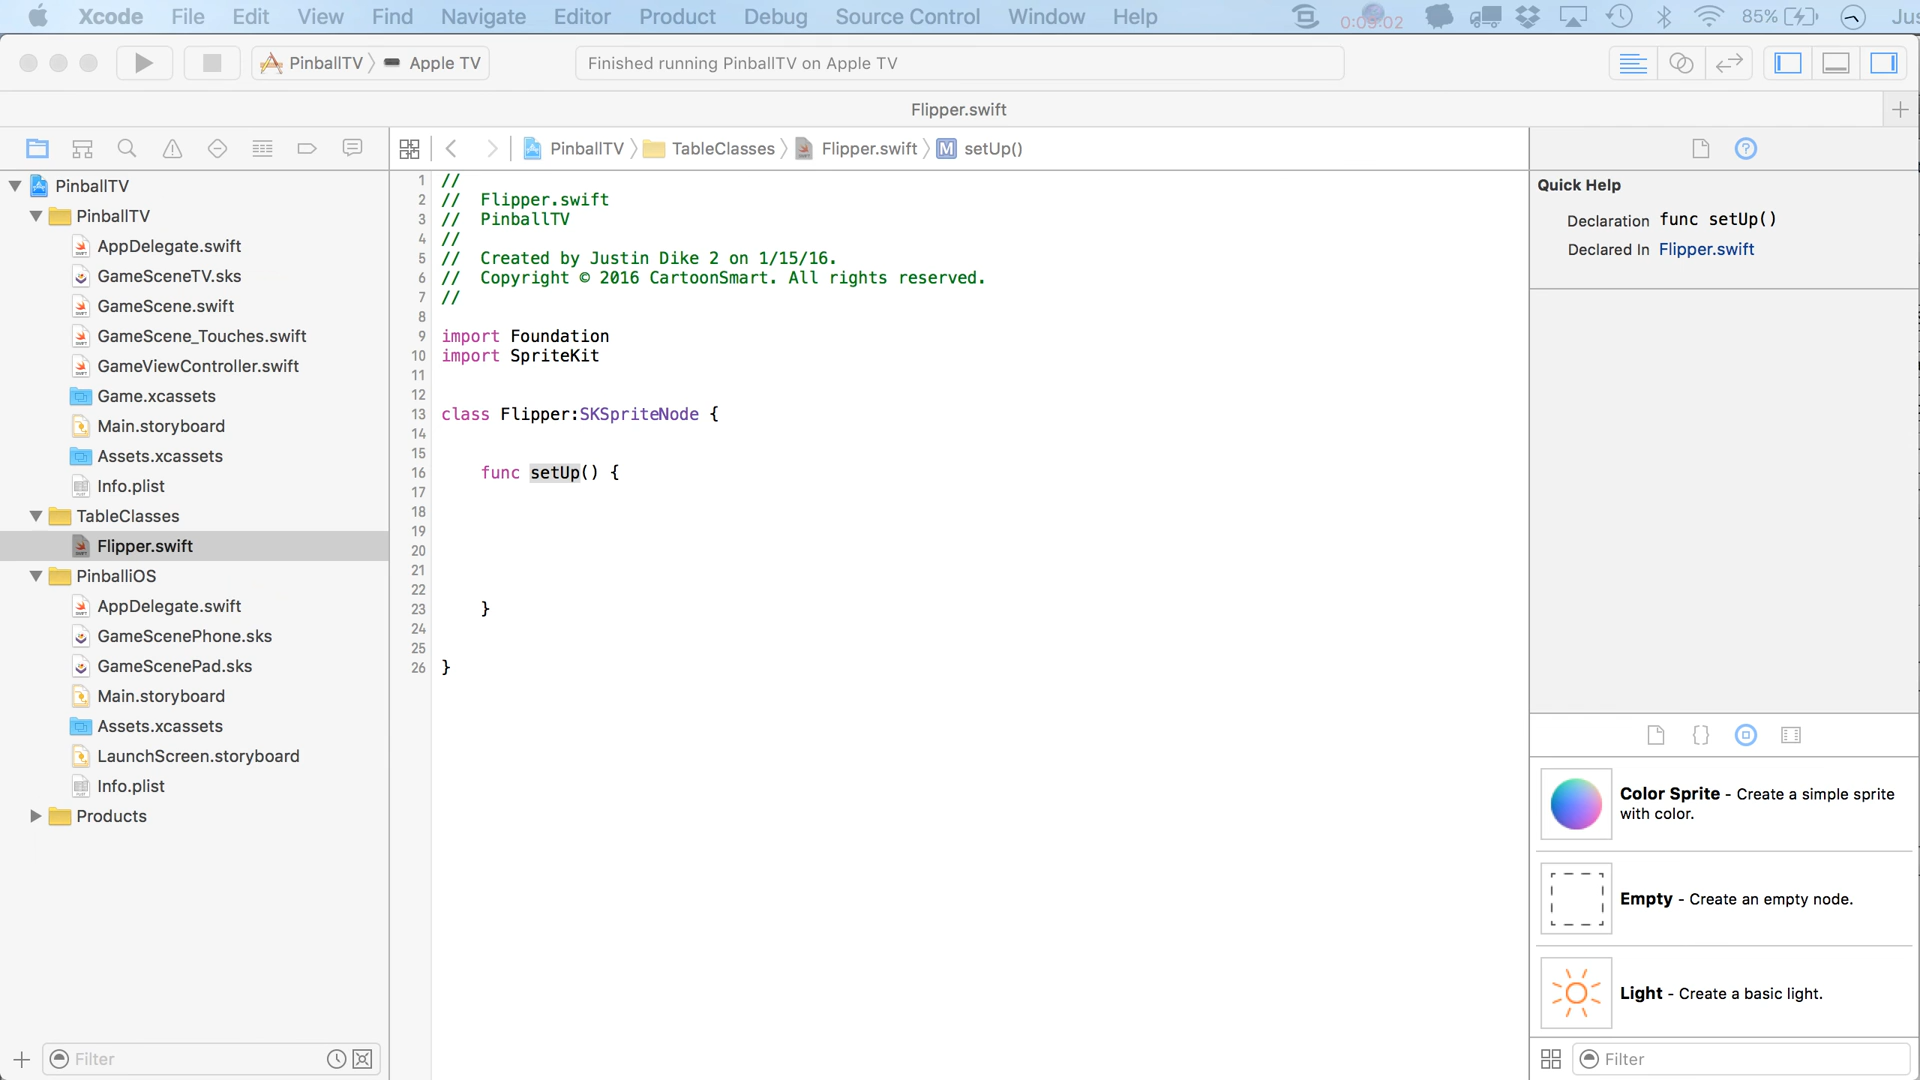 Xcode File Edit View Find Navigate Editor Product Debug Source Control Window Help 0:09:02 85% Jus
PinballTV Apple TV Finished running PinballTV on Apple TV
Flipper.swift
PinballTV TableClasses Flipper.swift M setUp()
PinballTV
PinballTV
AppDelegate.swift
GameSceneTV.sks
GameScene.swift
GameScene_Touches.swift
GameViewController.swift
Game.xcassets
Main.storyboard
Assets.xcassets
Info.plist
TableClasses
Flipper.swift
PinballiOS
AppDelegate.swift
GameScenePhone.sks
GameScenePad.sks
Main.storyboard
Assets.xcassets
LaunchScreen.storyboard
Info.plist
Products
Filter
1 //
2 // Flipper.swift
3 // PinballTV
4 //
5 // Created by Justin Dike 2 on 1/15/16.
6 // Copyright © 2016 CartoonSmart. All rights reserved.
7 //
8
9 import Foundation
10 import SpriteKit
11
12
13 class Flipper:SKSpriteNode {
14
15
16 func setUp() {
17
18
19
20
21
22
23 }
24
25
26 }
Quick Help
Declaration func setUp()
Declared In Flipper.swift
Color Sprite - Create a simple sprite
with color.
Empty - Create an empty node.
Light - Create a basic light.
Filter